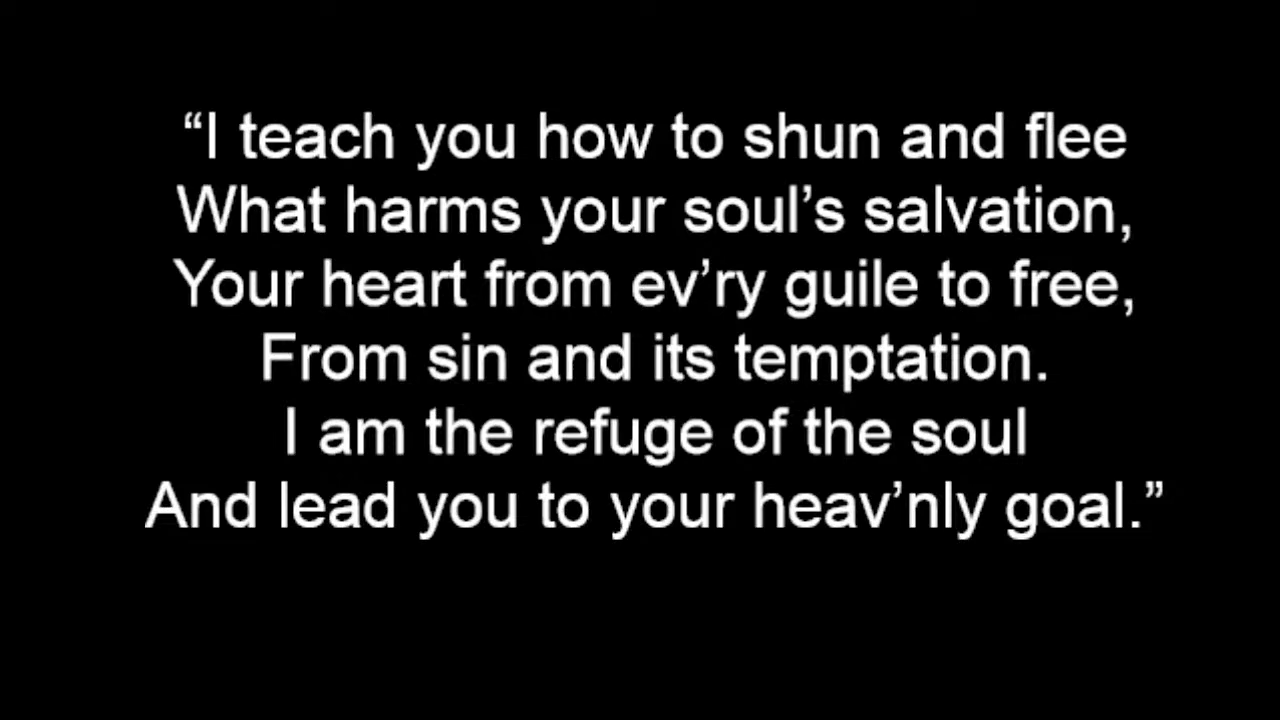 “I teach you how to shun and flee
What harms your soul’s salvation,
Your heart from ev’ry guile to free,
From sin and its temptation.
I am the refuge of the soul
And lead you to your heav’nly goal.”